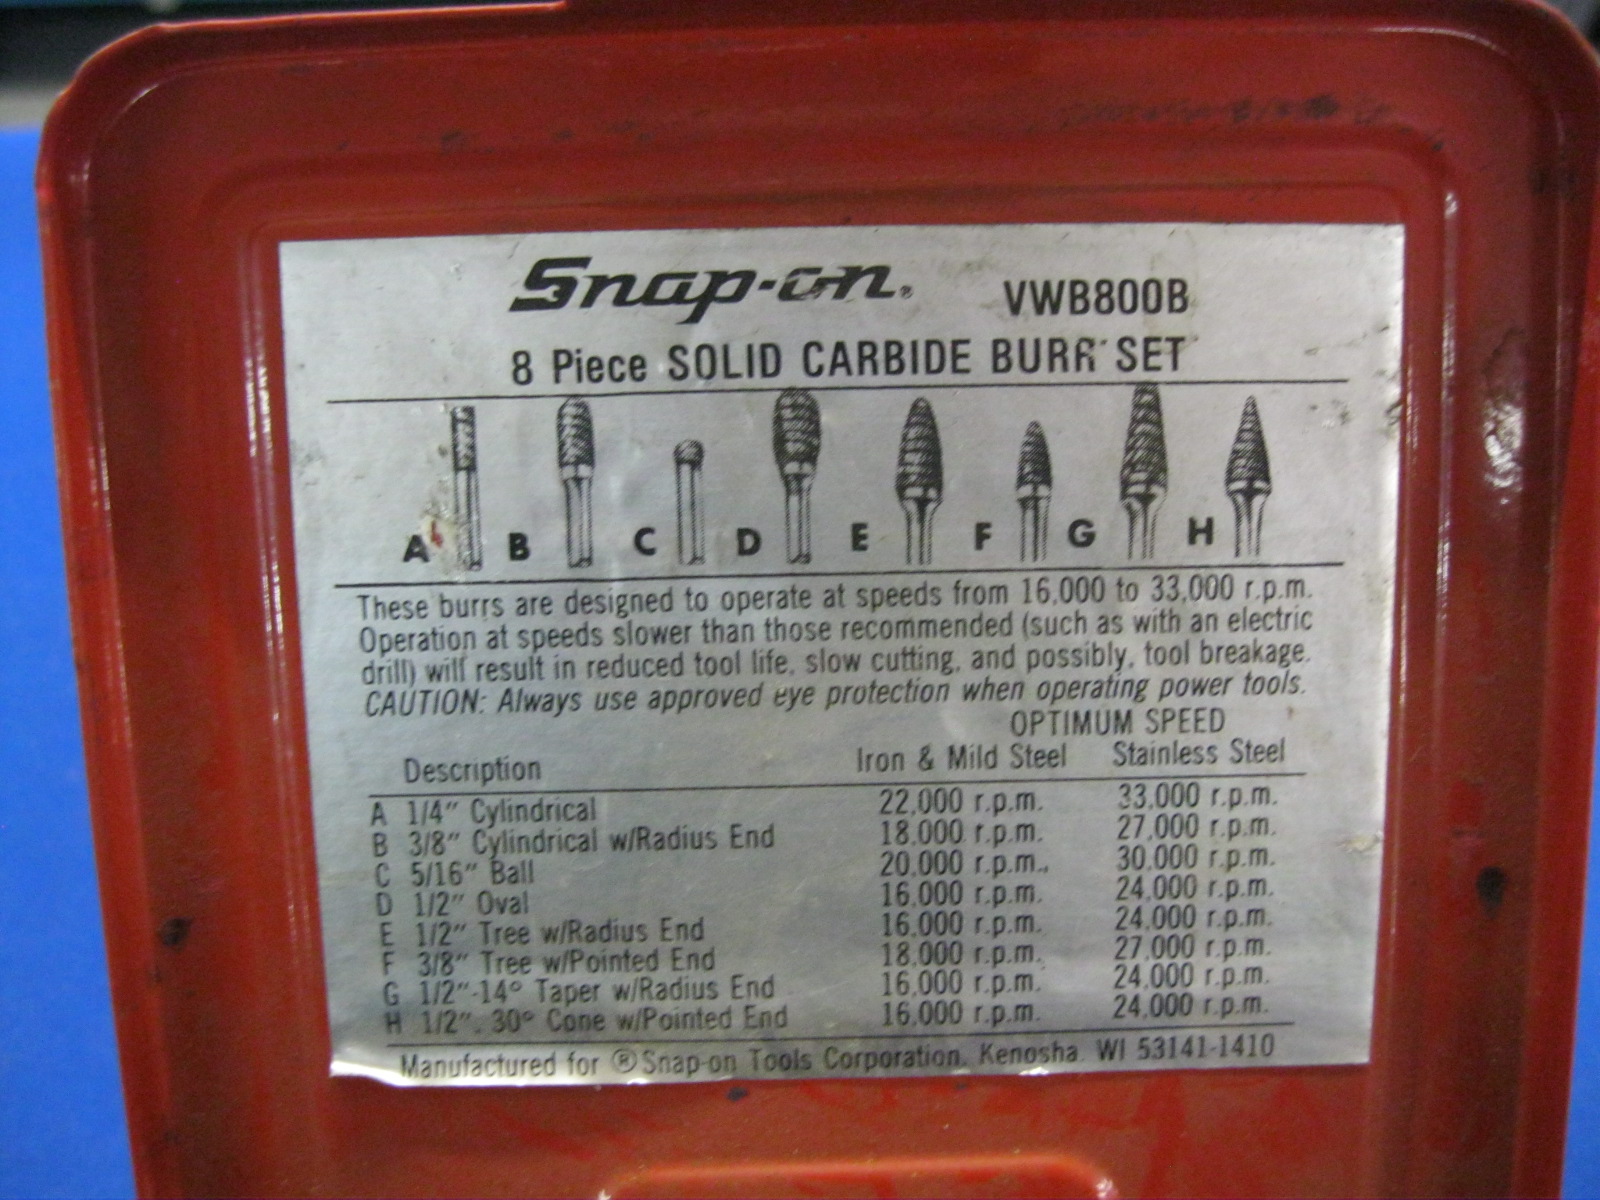 Snap-on® VWB800B
8 Piece SOLID CARBIDE BURR SET
A B C D E F G H
These burrs are designed to operate at speeds from 16,000 to 33,000 r.p.m.
Operation at speeds slower than those recommended (such as with an electric
drill) will result in reduced tool life, slow cutting, and possibly, tool breakage.
CAUTION: Always use approved eye protection when operating power tools.
OPTIMUM SPEED
Description Iron & Mild Steel Stainless Steel
A 1/4" Cylindrical 22,000 r.p.m. 33,000 r.p.m.
B 3/8" Cylindrical w/Radius End 18,000 r.p.m. 27,000 r.p.m.
C 5/16" Ball 20,000 r.p.m. 30,000 r.p.m.
D 1/2" Oval 16,000 r.p.m. 24,000 r.p.m.
E 1/2" Tree w/Radius End 16,000 r.p.m. 24,000 r.p.m.
F 3/8" Tree w/Pointed End 18,000 r.p.m. 27,000 r.p.m.
G 1/2"-14° Taper w/Radius End 16,000 r.p.m. 24,000 r.p.m.
H 1/2", 30° Cone w/Pointed End 16,000 r.p.m. 24,000 r.p.m.
Manufactured for ® Snap-on Tools Corporation, Kenosha, WI 53141-1410